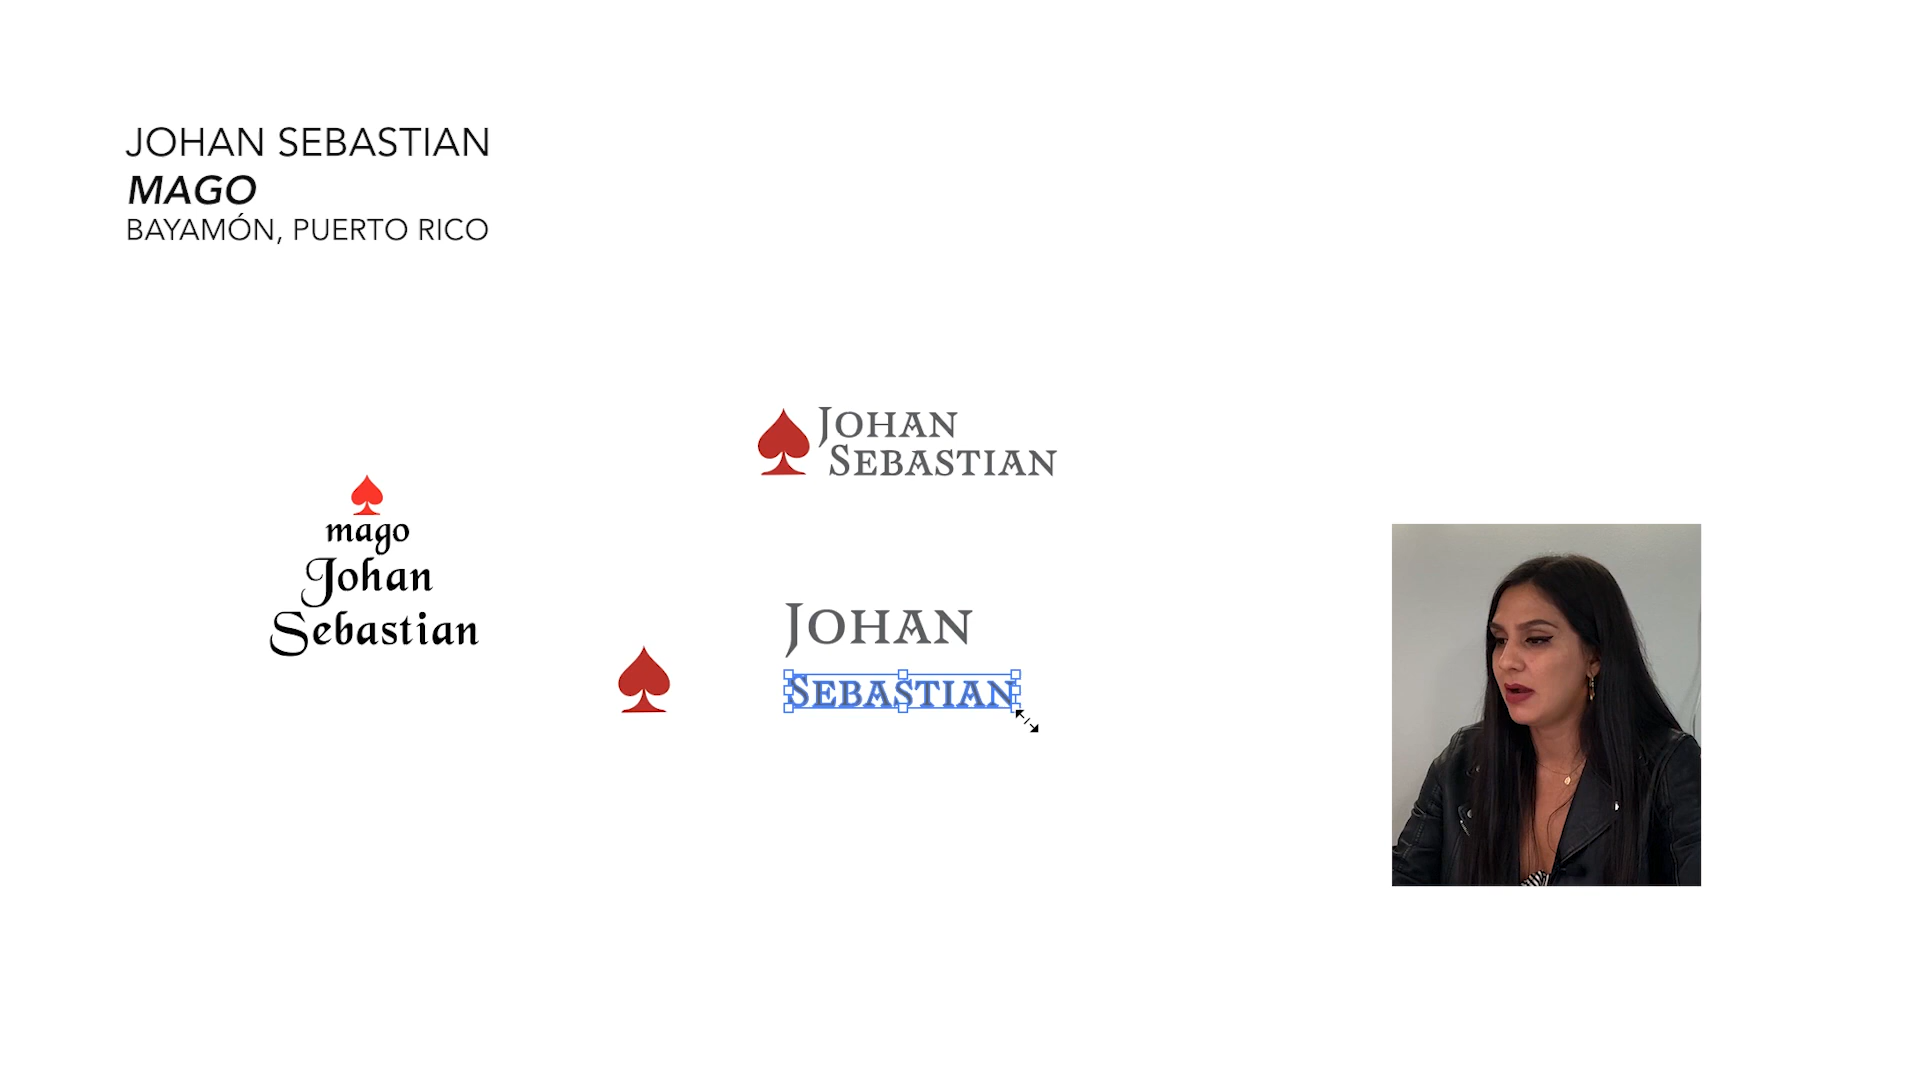 JOHAN SEBASTIAN
MAGO
BAYAMÓN, PUERTO RICO
mago
Johan
Sebastian
JOHAN
SEBASTIAN
JOHAN
SEBASTIAN